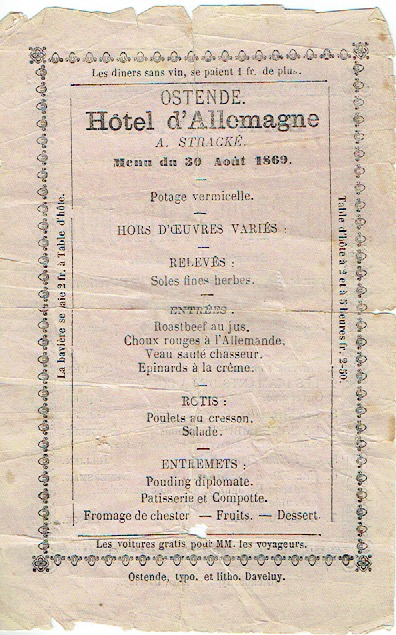 Les diners sans vin, se paient 1 fr. de plus.
OSTENDE.
Hôtel d'Allemagne
A. STRACKÉ.
Menu du 30 Août 1869.
Potage vermicelle.
HORS D'ŒUVRES VARIÉS :
RELEVÉS :
Soles fines herbes.
ENTRÉES :
Roastbeef au jus.
Choux rouges à l'Allemande.
Veau sauté chasseur.
Epinards à la crême.
ROTIS :
Poulets au cresson.
Salade.
ENTREMETS :
Pouding diplomate.
Patisserie et Compotte.
Fromage de chester — Fruits. — Dessert.
Les voitures gratis pour MM. les voyageurs.
La bavière se paie 2 fr. à Table d'hôte.
Table d'hôte à 2 et à 5 heures fr. 2-50.
Ostende, typo. et litho. Daveluy.